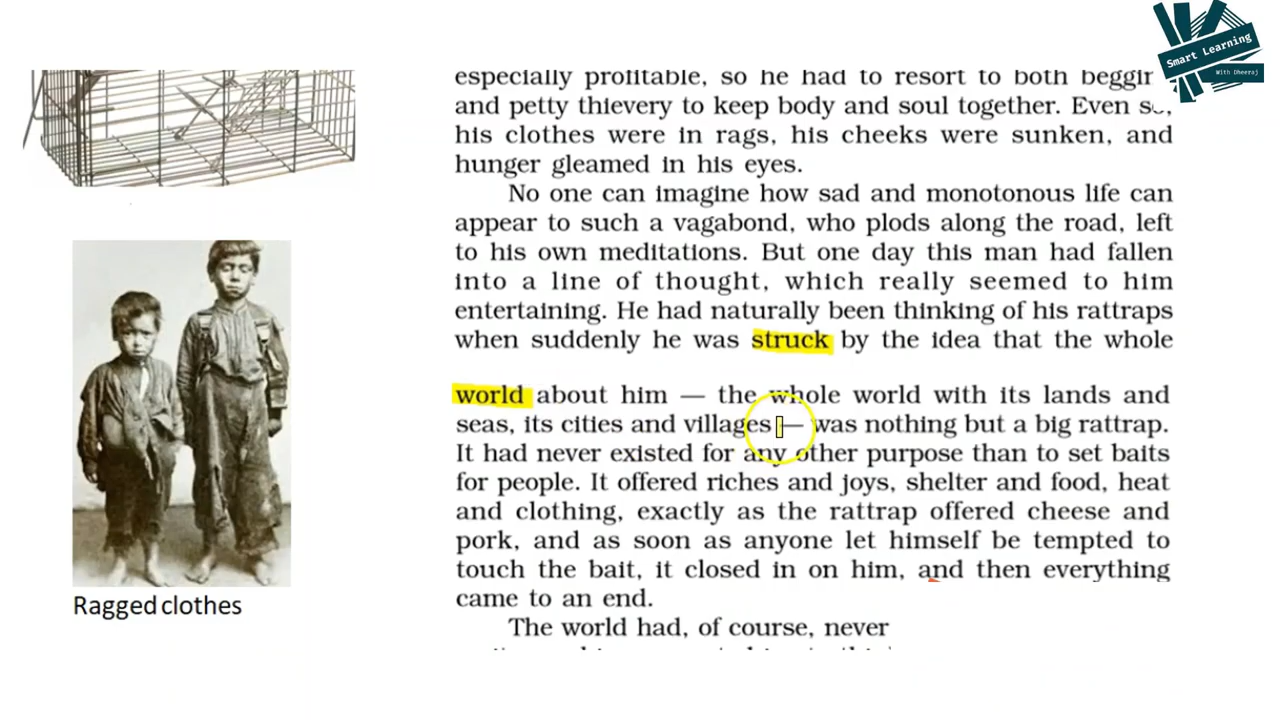 Smart Learning
With Dheeraj
especially profitable, so he had to resort to both
and petty thievery to keep body and soul together. Even so,
his clothes were in rags, his cheeks were sunken, and
hunger gleamed in his eyes.
No one can imagine how sad and monotonous life can
appear to such a vagabond, who plods along the road, left
to his own meditations. But one day this man had fallen
into a line of thought, which really seemed to him
entertaining. He had naturally been thinking of his rattraps
when suddenly he was struck by the idea that the whole
world about him — the whole world with its lands and
seas, its cities and villages — was nothing but a big rattrap.
It had never existed for any other purpose than to set baits
for people. It offered riches and joys, shelter and food, heat
and clothing, exactly as the rattrap offered cheese and
pork, and as soon as anyone let himself be tempted to
touch the bait, it closed in on him, and then everything
came to an end.
The world had, of course, never
Ragged clothes